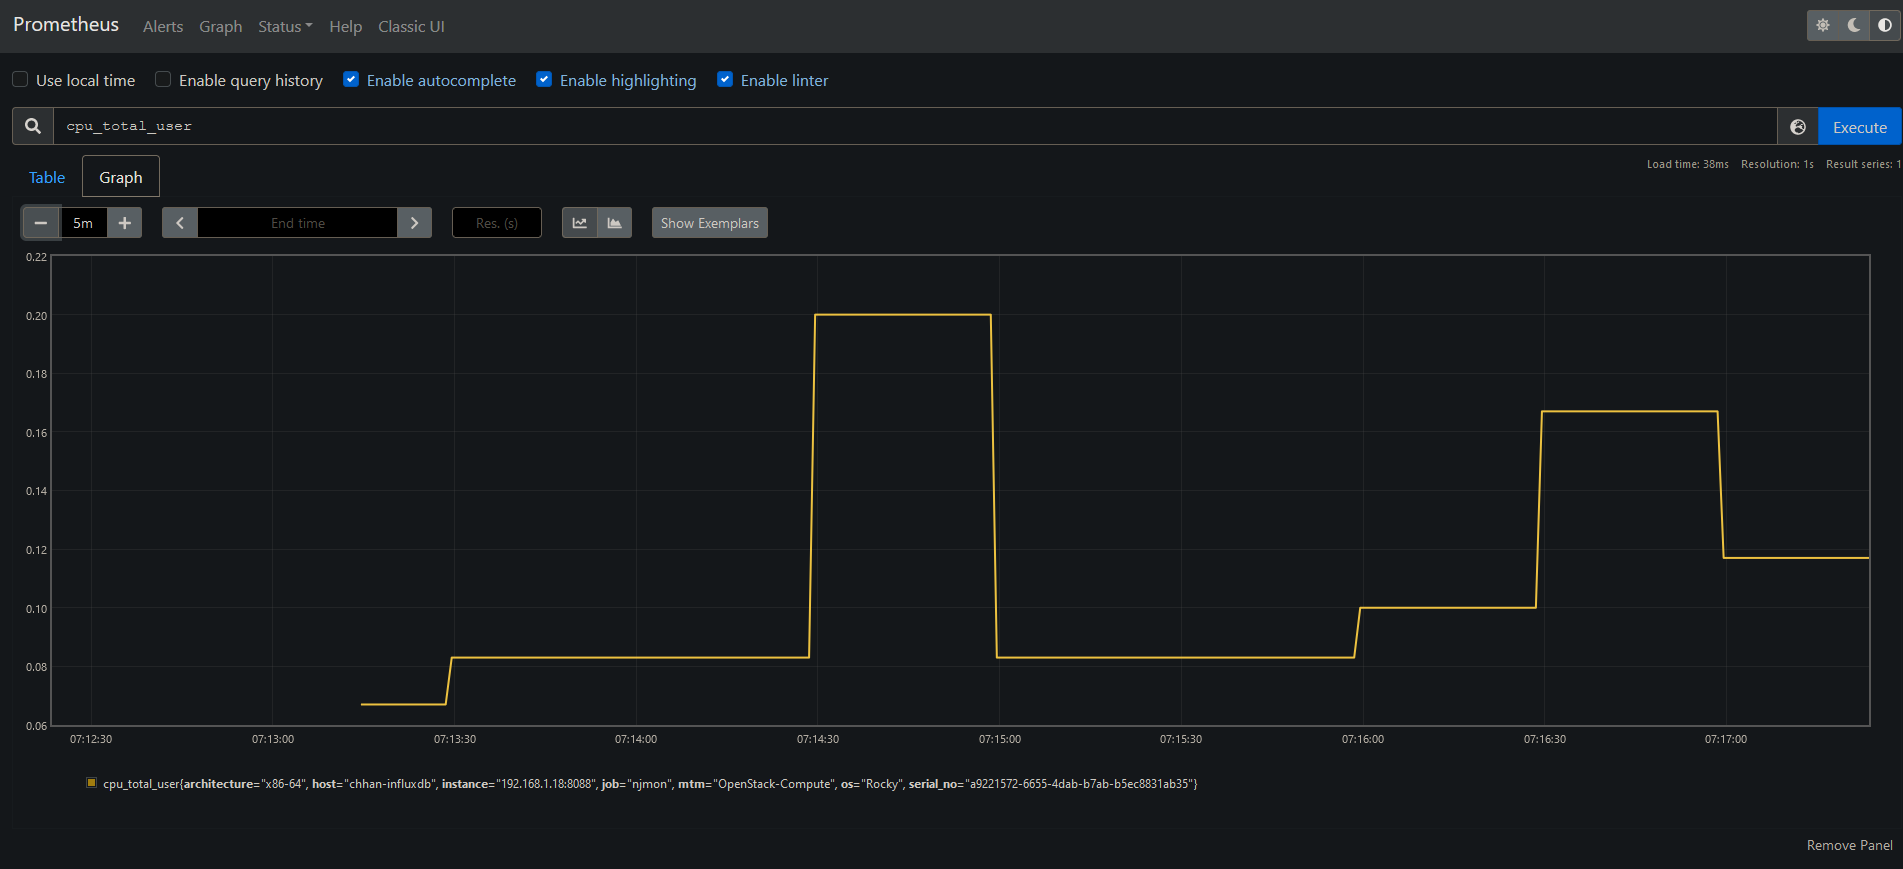 Prometheus Alerts Graph Status Help Classic UI
Use local time Enable query history Enable autocomplete Enable highlighting Enable linter
cpu_total_user Execute
Load time: 38ms Resolution: 1s Result series: 1
Table Graph
5m End time Res. (s) Show Exemplars
0.22
0.20
0.18
0.16
0.14
0.12
0.10
0.08
0.06
07:12:30 07:13:00 07:13:30 07:14:00 07:14:30 07:15:00 07:15:30 07:16:00 07:16:30 07:17:00
cpu_total_user{architecture="x86-64", host="chhan-influxdb", instance="192.168.1.18:8088", job="njmon", mtm="OpenStack-Compute", os="Rocky", serial_no="a9221572-6655-4dab-b7ab-b5ec8831ab35"}
Remove Panel